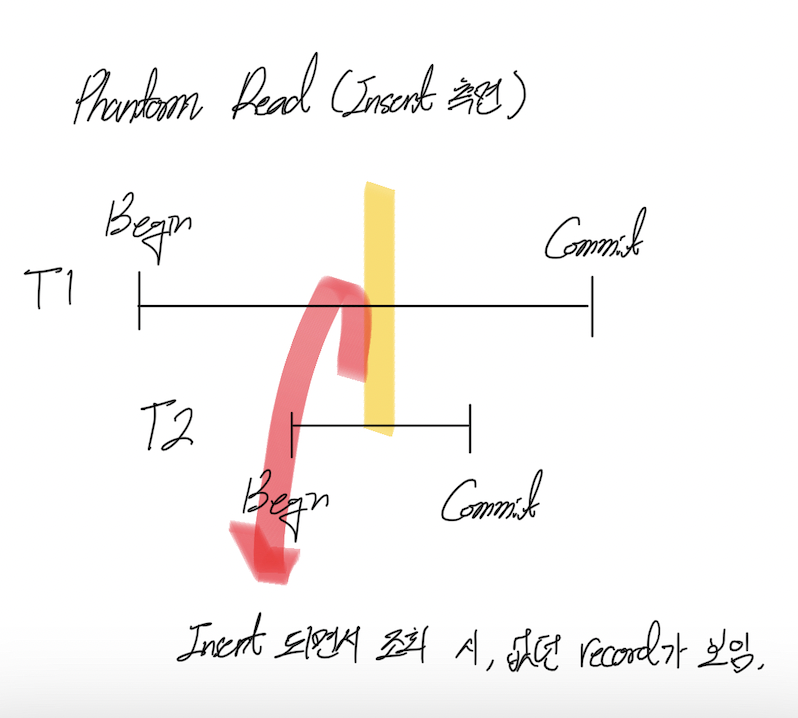 Phantom Read (Insert 측면)
Begin
Commit
T1
T2
Begin
Commit
Insert 되면서 조회 시, 없던 record가 보임.